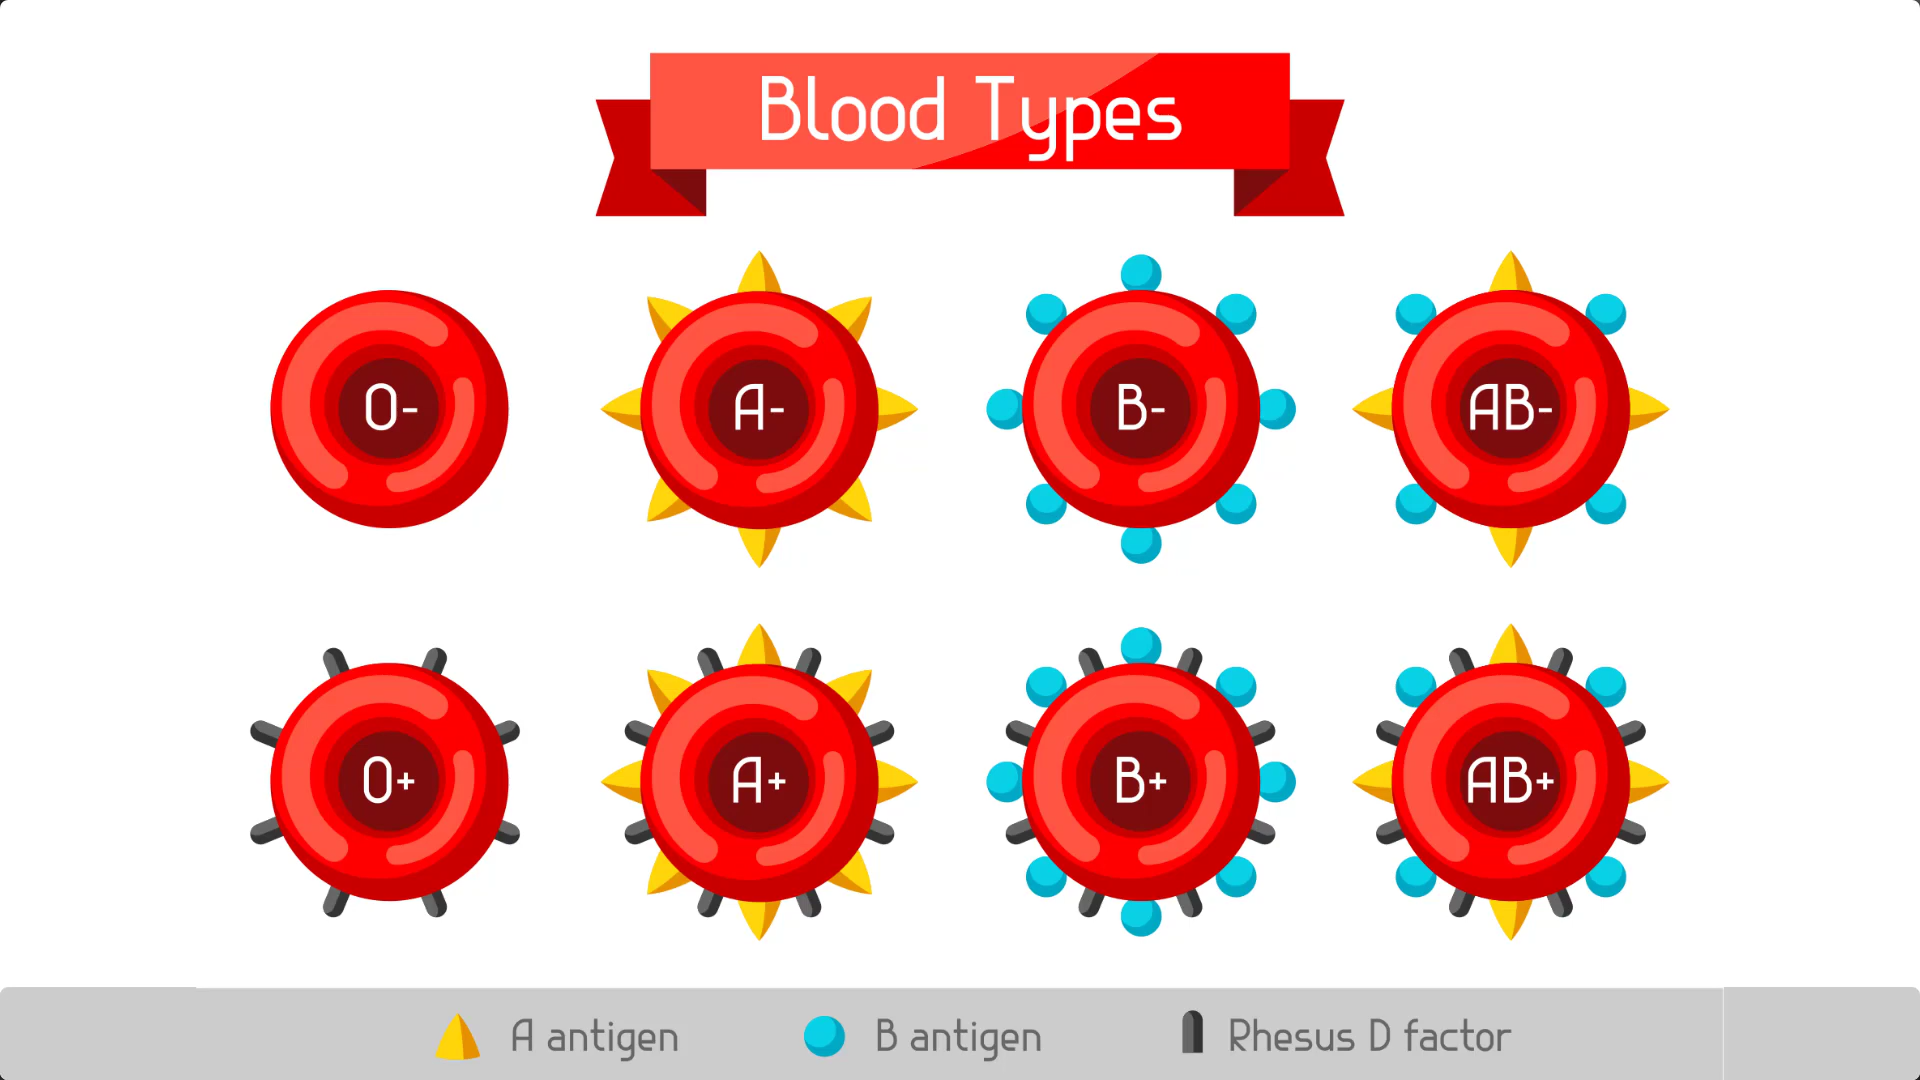 Blood Types
O-
A-
B-
AB-
O+
A+
B+
AB+
A antigen
B antigen
Rhesus D factor